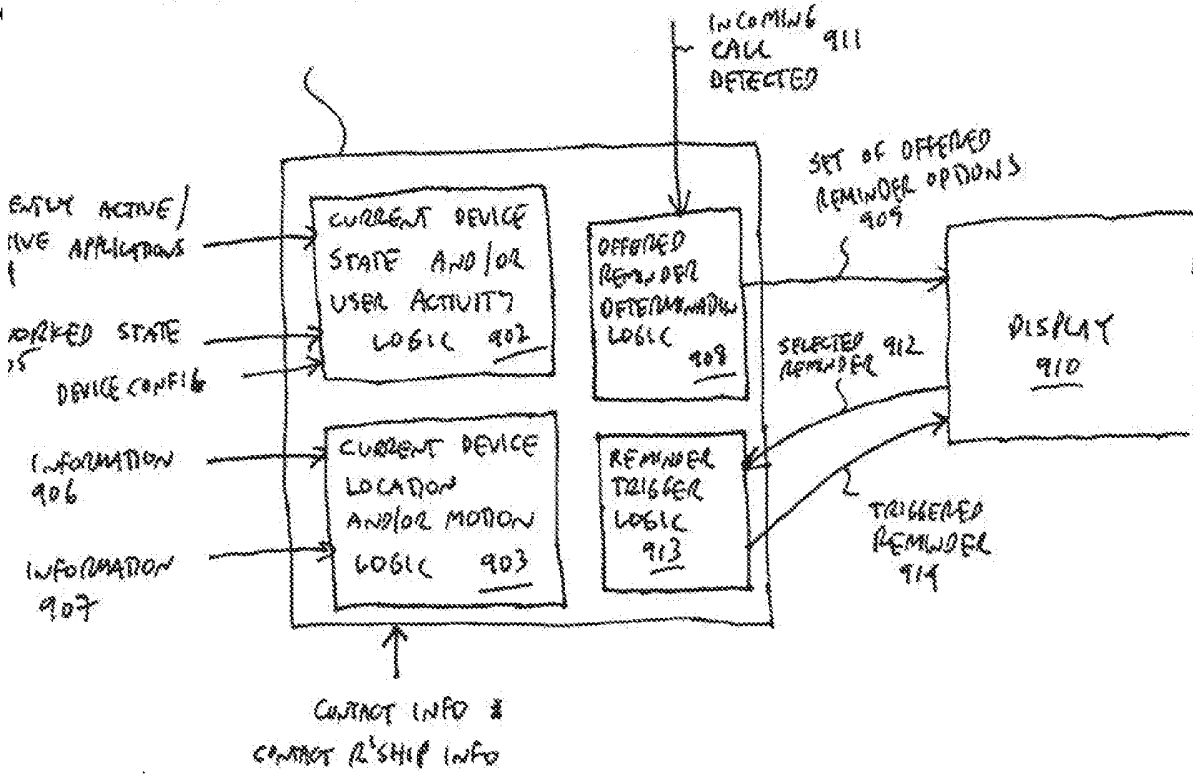 INCOMING
CALL 911
DETECTED
SET OF OFFERED
REMINDER OPTIONS
909
ACTIVE/
APPLICATIONS
CURRENT DEVICE
STATE AND/OR
USER ACTIVITY
LOGIC 902
OFFERED
REMINDER
DETERMINATION
LOGIC
908
DISPLAY
910
STATE
DEVICE CONFIG
SELECTED 912
REMINDER
INFORMATION
906
CURRENT DEVICE
LOCATION
AND/OR MOTION
LOGIC 903
REMINDER
TRIGGER
LOGIC
913
TRIGGERED
REMINDER
914
INFORMATION
907
CONTACT INFO &
CONTACT R'SHIP INFO